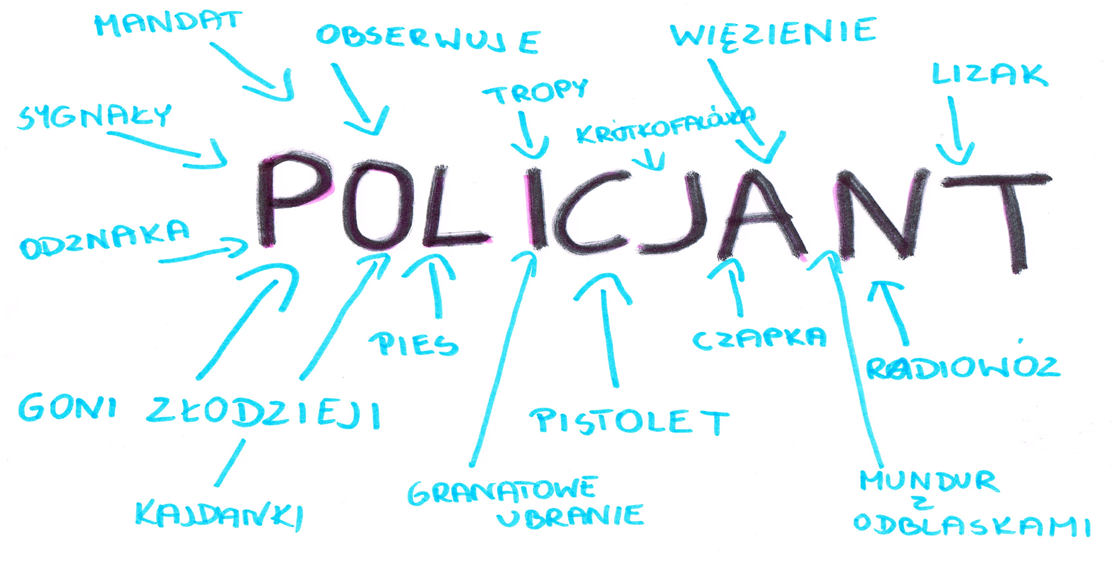 MANDAT
OBSERWUJE
WIĘZIENIE
LIZAK
TROPY
SYGNAŁY
KRÓTKOFALÓWKA
POLICJANT
ODZNAKA
PIES
CZAPKA
RADIOWÓZ
GONI ZŁODZIEJI
PISTOLET
KAJDANKI
GRANATOWE
UBRANIE
MUNDUR
Z
ODBLASKAMI